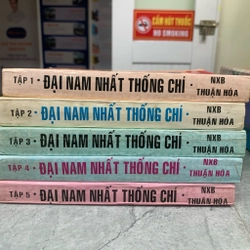 CẤM HÚT THUỐC
NO SMOKING
TẬP 1 • ĐẠI NAM NHẤT THỐNG CHÍ NXB THUẬN HÓA
TẬP 2 • ĐẠI NAM NHẤT THỐNG CHÍ NXB THUẬN HÓA
TẬP 3 • ĐẠI NAM NHẤT THỐNG CHÍ NXB THUẬN HÓA
TẬP 4 • ĐẠI NAM NHẤT THỐNG CHÍ NXB THUẬN HÓA
TẬP 5 • ĐẠI NAM NHẤT THỐNG CHÍ NXB THUẬN HÓA